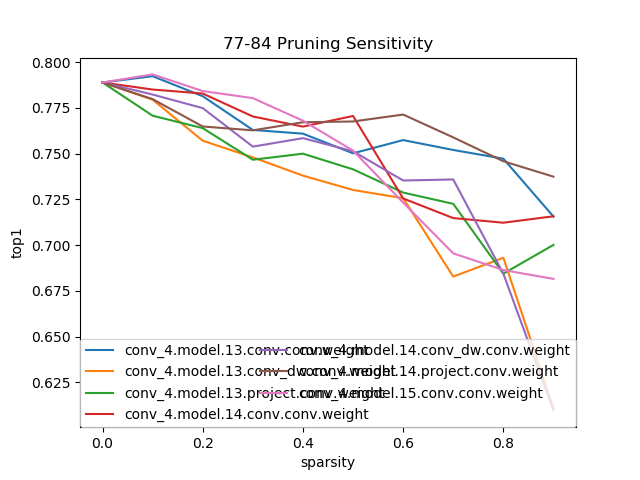 77-84 Pruning Sensitivity
0.800
0.775
0.750
0.725
0.700
0.675
0.650
0.625
top1
conv_4.model.13.conv.conv.weight
conv_4.model.13.conv_dw.conv.weight
conv_4.model.13.project.conv.weight
conv_4.model.14.conv.conv.weight
conv_4.model.14.conv_dw.conv.weight
conv_4.model.14.project.conv.weight
conv_4.model.15.conv.conv.weight
0.0 0.2 0.4 0.6 0.8
sparsity